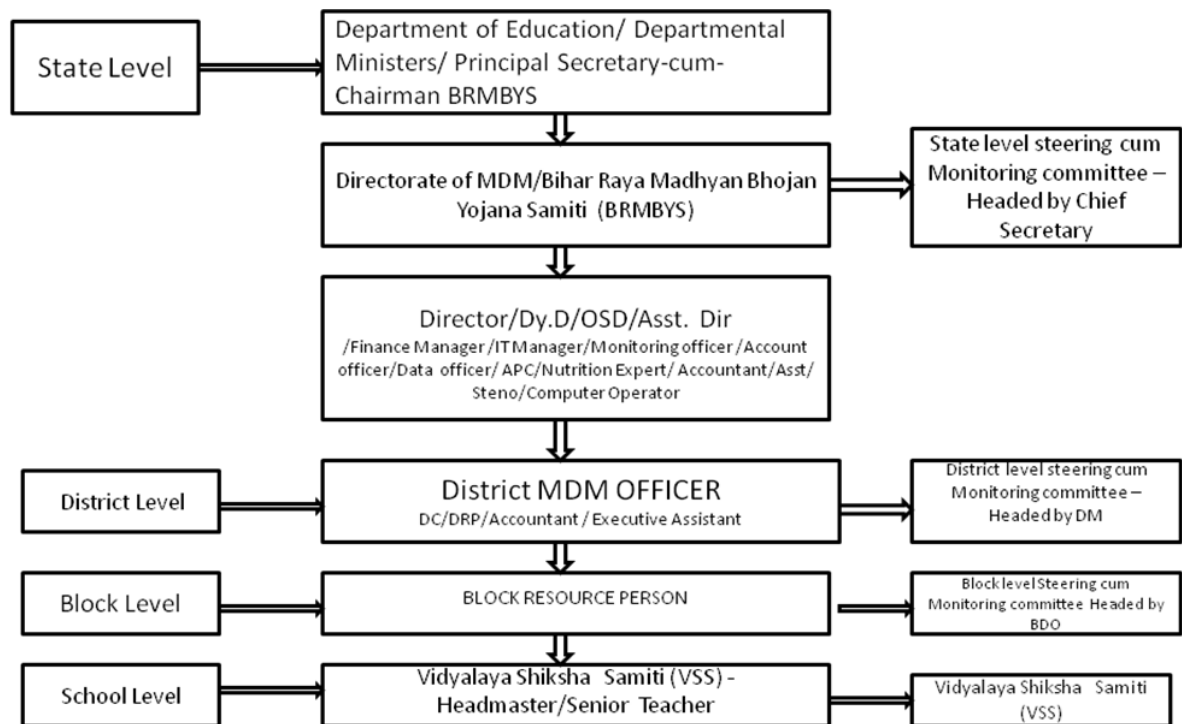 State Level
Department of Education/ Departmental
Ministers/ Principal Secretary-cum-
Chairman BRMBYS
Directorate of MDM/Bihar Raya Madhyan Bhojan
Yojana Samiti (BRMBYS)
State level steering cum
Monitoring committee –
Headed by Chief
Secretary
Director/Dy.D/OSD/Asst. Dir
/Finance Manager /IT Manager/Monitoring officer /Account
officer/Data officer/ APC/Nutrition Expert/ Accountant/Asst/
Steno/Computer Operator
District Level
District MDM OFFICER
DC/DRP/Accountant / Executive Assistant
District level steering cum
Monitoring committee –
Headed by DM
Block Level
BLOCK RESOURCE PERSON
Block level Steering cum
Monitoring committee Headed by
BDO
School Level
Vidyalaya Shiksha Samiti (VSS) -
Headmaster/Senior Teacher
Vidyalaya Shiksha Samiti
(VSS)